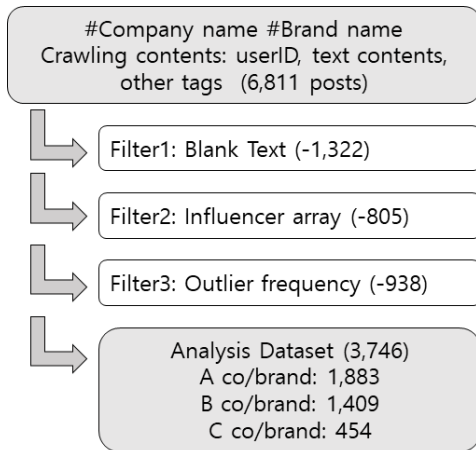 #Company name #Brand name
Crawling contents: userID, text contents,
other tags  (6,811 posts)
Filter1: Blank Text (-1,322)
Filter2: Influencer array (-805)
Filter3: Outlier frequency (-938)
Analysis Dataset (3,746)
A co/brand: 1,883
B co/brand: 1,409
C co/brand: 454